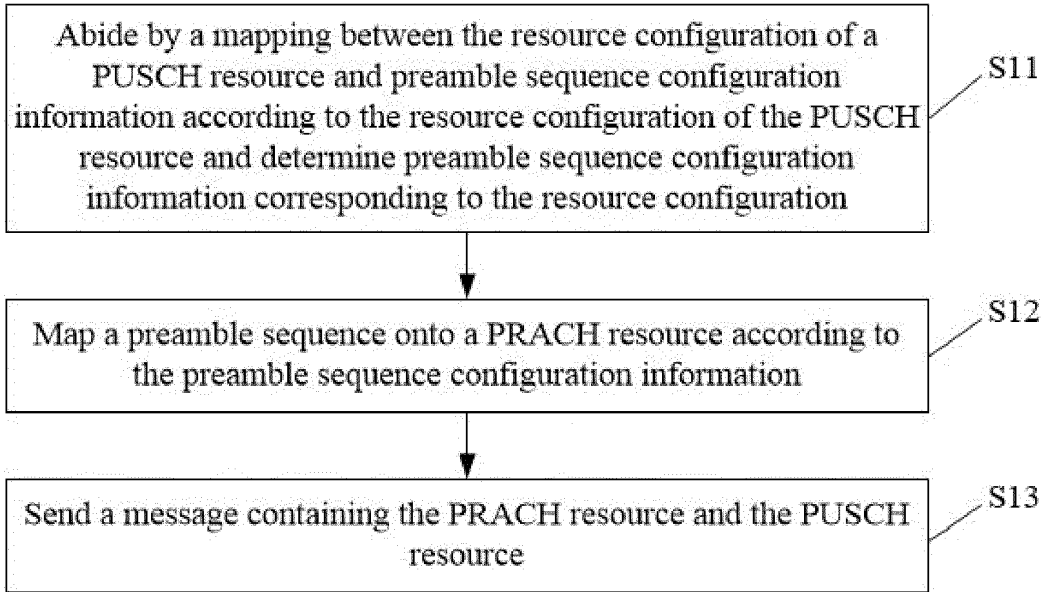 Abide by a mapping between the resource configuration of a
PUSCH resource and preamble sequence configuration
information according to the resource configuration of the PUSCH
resource and determine preamble sequence configuration
information corresponding to the resource configuration
S11
Map a preamble sequence onto a PRACH resource according to
the preamble sequence configuration information
S12
Send a message containing the PRACH resource and the PUSCH
resource
S13